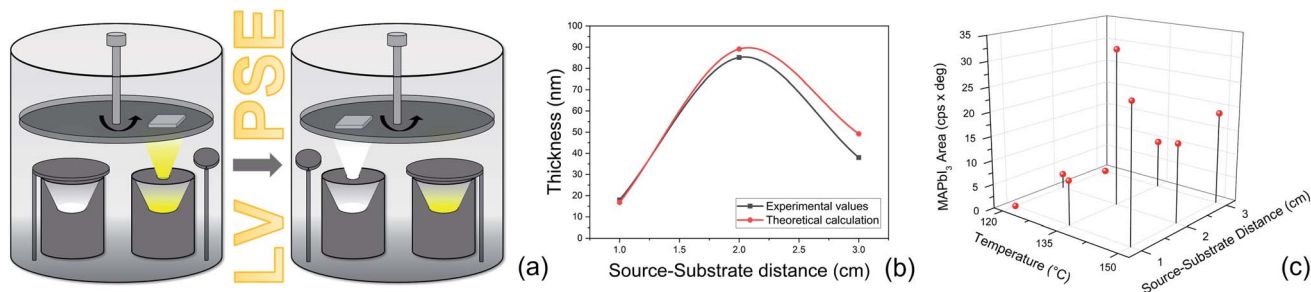 LV PSE
(a)
100
90
80
70
60
50
40
30
20
10
0
Thickness (nm)
1.0
1.5
2.0
2.5
3.0
Source-Substrate distance (cm)
Experimental values
Theoretical calculation
(b)
35
30
25
20
15
10
5
0
MAPbI₃ Area (cps x deg)
120
135
150
Temperature (°C)
1
2
3
Source-Substrate Distance (cm)
(c)